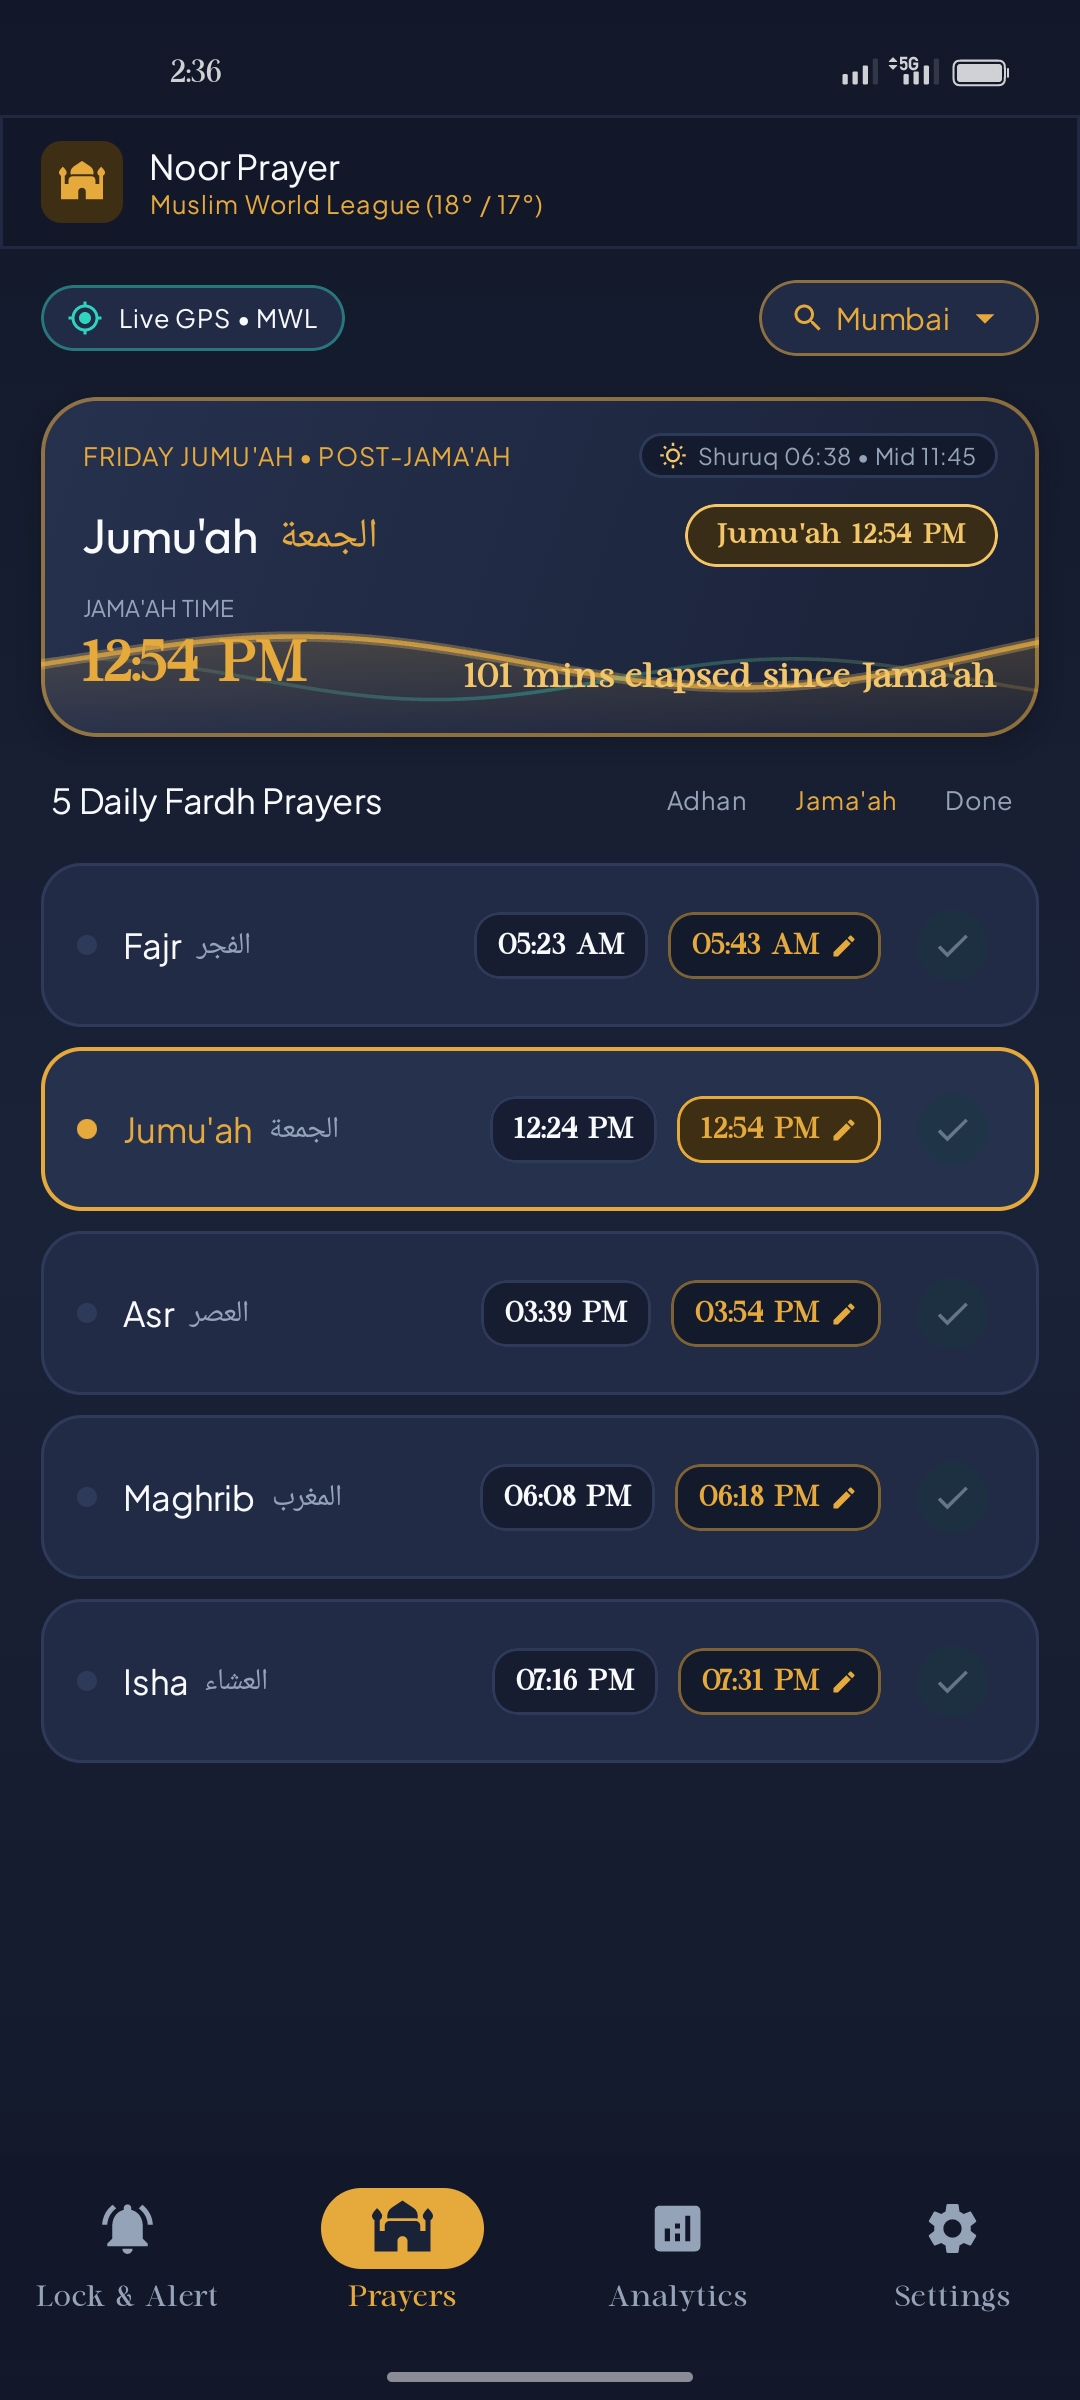 2:36
5G
Noor Prayer
Muslim World League (18° / 17°)
Live GPS • MWL
Mumbai
FRIDAY JUMU'AH • POST-JAMA'AH
Shuruq 06:38 • Mid 11:45
Jumu'ah الجمعة
Jumu'ah 12:54 PM
JAMA'AH TIME
12:54 PM
101 mins elapsed since Jama'ah
5 Daily Fardh Prayers
Adhan Jama'ah Done
Fajr الفجر 05:23 AM 05:43 AM
Jumu'ah الجمعة 12:24 PM 12:54 PM
Asr العصر 03:39 PM 03:54 PM
Maghrib المغرب 06:08 PM 06:18 PM
Isha العشاء 07:16 PM 07:31 PM
Lock & Alert Prayers Analytics Settings